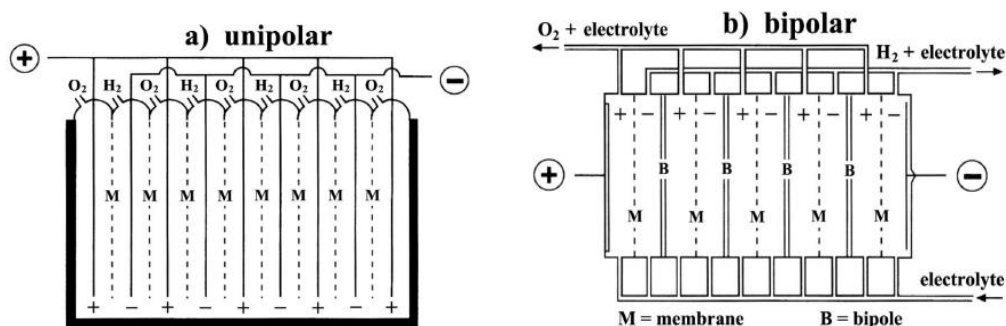 a) unipolar
+
−
O₂ H₂ O₂ H₂ O₂ H₂ O₂ H₂ O₂
M M M M M M M M
+ − + − + − + − +
b) bipolar
O₂ + electrolyte
H₂ + electrolyte
+ − + − + − + − + −
B B B B
+
−
M M M M M
electrolyte
M = membrane B = bipole